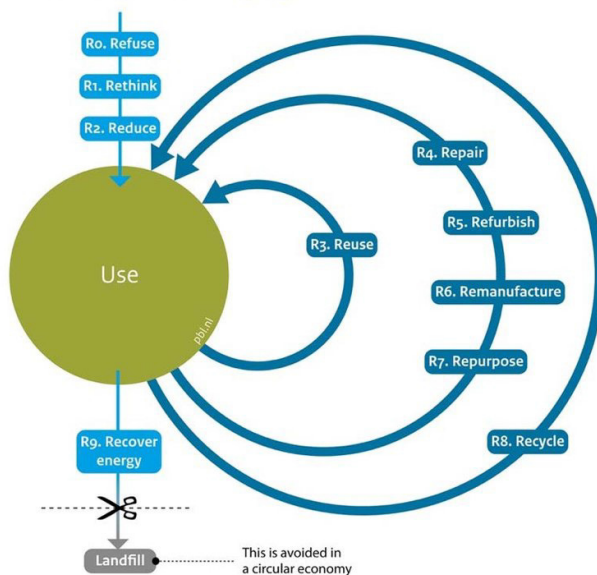 R0. Refuse
R1. Rethink
R2. Reduce
R4. Repair
R5. Refurbish
R3. Reuse
Use
R6. Remanufacture
pbl.nl
R7. Repurpose
R9. Recover
energy
R8. Recycle
Landfill
This is avoided in
a circular economy